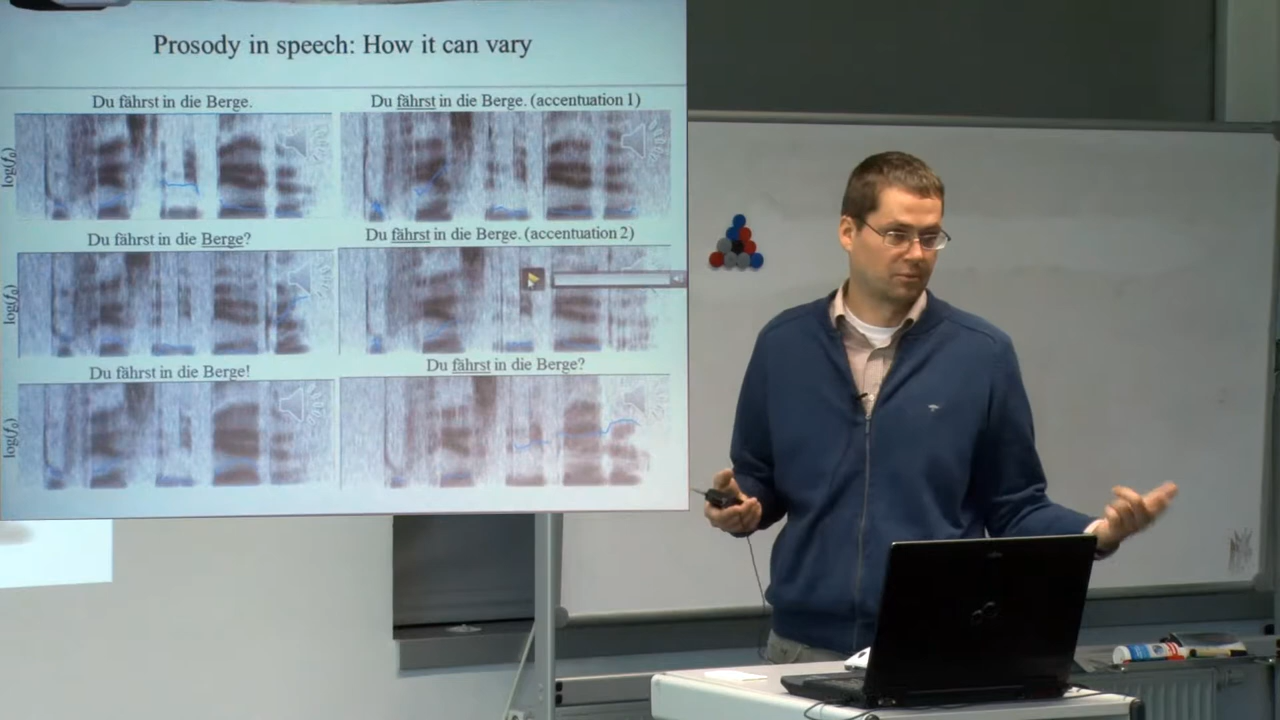 Prosody in speech: How it can vary
Du fährst in die Berge.
Du fährst in die Berge. (accentuation 1)
log(f₀)
Du fährst in die Berge?
Du fährst in die Berge. (accentuation 2)
log(f₀)
Du fährst in die Berge!
Du fährst in die Berge?
log(f₀)